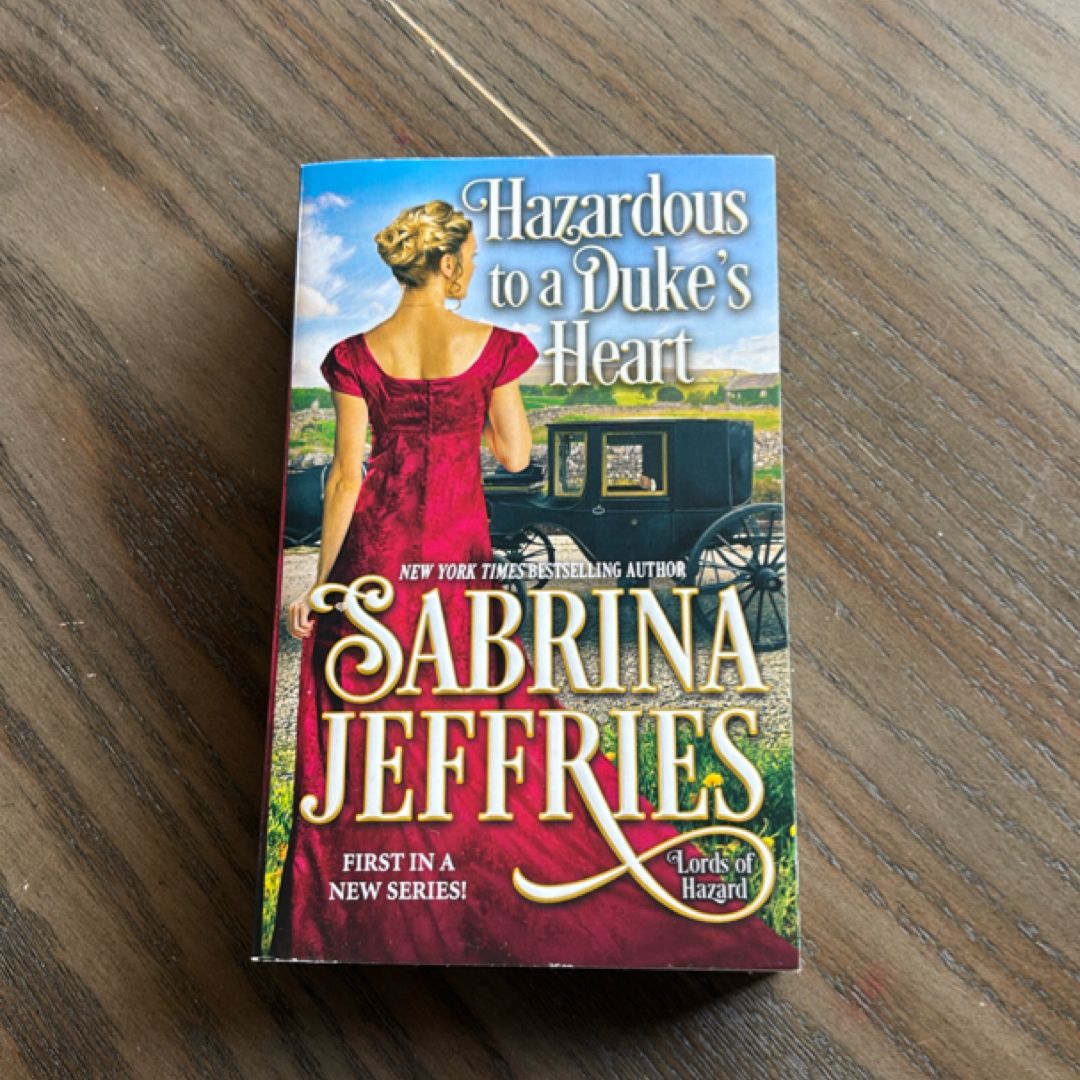 Hazardous
to a Duke's
Heart
NEW YORK TIMES BESTSELLING AUTHOR
SABRINA
JEFFRIES
FIRST IN A
NEW SERIES!
Lords of
Hazard